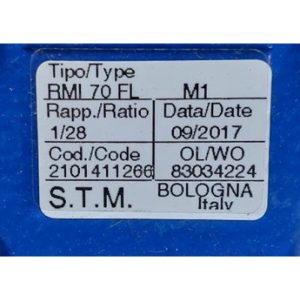 Tipo/Type
RMI 70 FL M1
Rapp./Ratio Data/Date
1/28 09/2017
Cod./Code OL/WO
2101411266 83034224
S.T.M. BOLOGNA
Italy